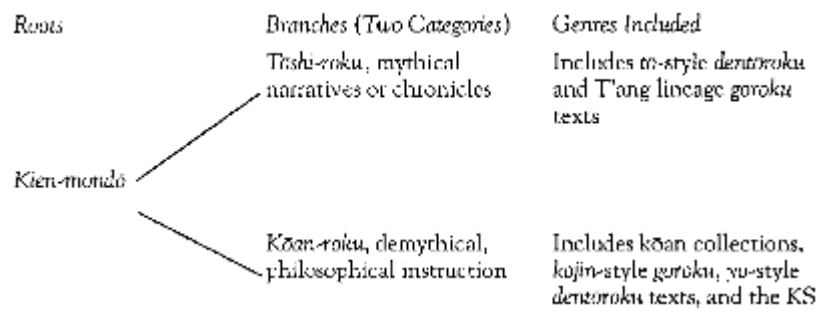 Roots
Branches (Two Categories)
Genres Included
Tōshi-roku, mythical
narratives or chronicles
Includes to-style dentōroku
and T'ang lineage goroku
texts
Kien-mondō
Kōan-roku, demythical,
philosophical instruction
Includes kōan collections,
kojin-style goroku, yo-style
dentōroku texts, and the KS